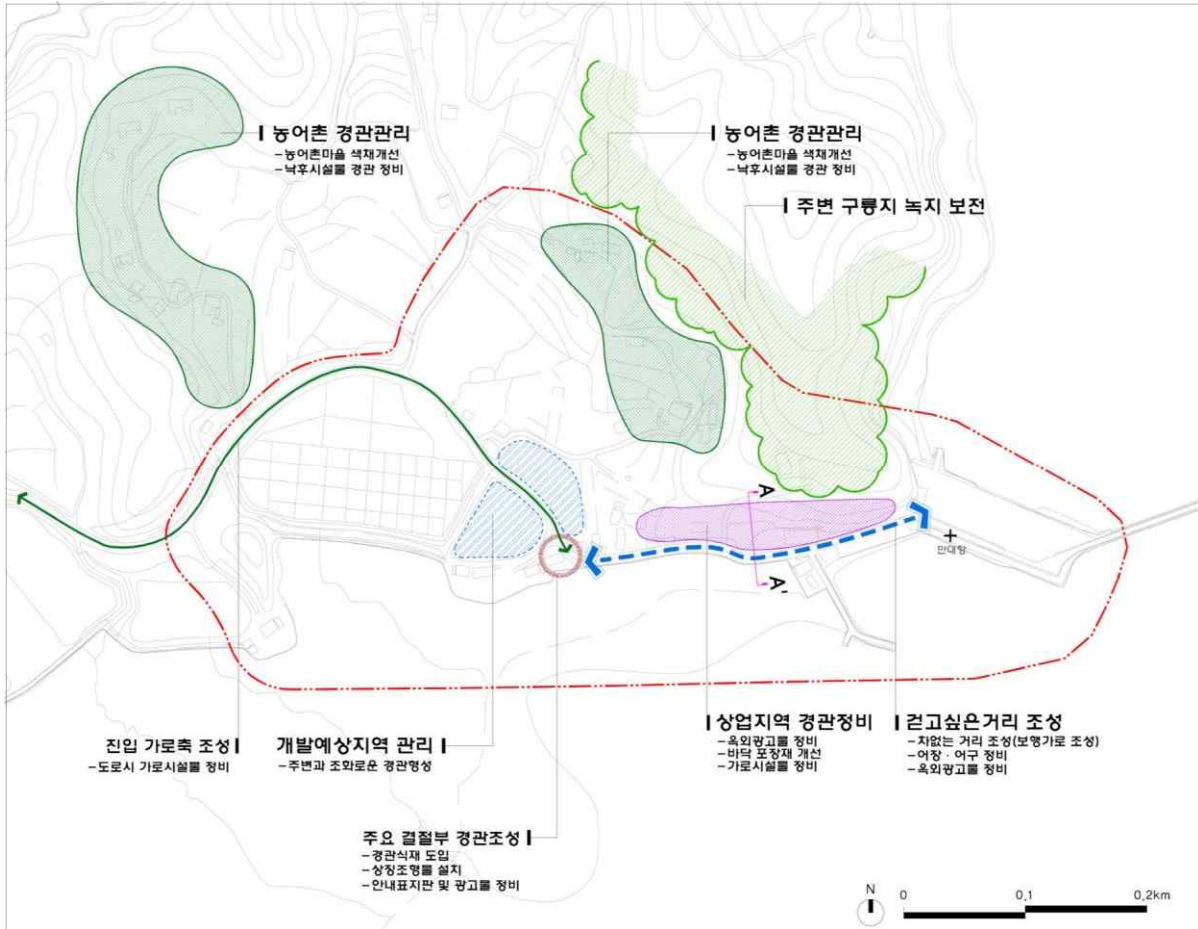 농어촌 경관관리
-농어촌마을 색채개선
-낙후시설물 경관 정비
농어촌 경관관리
-농어촌마을 색채개선
-낙후시설물 경관 정비
주변 구릉지 녹지 보전
A
만대항
A'
진입 가로축 조성
-도로시 가로시설물 정비
개발예상지역 관리
-주변과 조화로운 경관형성
상업지역 경관정비
-옥외광고물 정비
-바닥 포장재 개선
-가로시설물 정비
걷고싶은거리 조성
-차없는 거리 조성(보행가로 조성)
-어장·어구 정비
-옥외광고물 정비
주요 결절부 경관조성
-경관식재 도입
-상징조형물 설치
-안내표지판 및 광고물 정비
N
0 0.1 0.2km